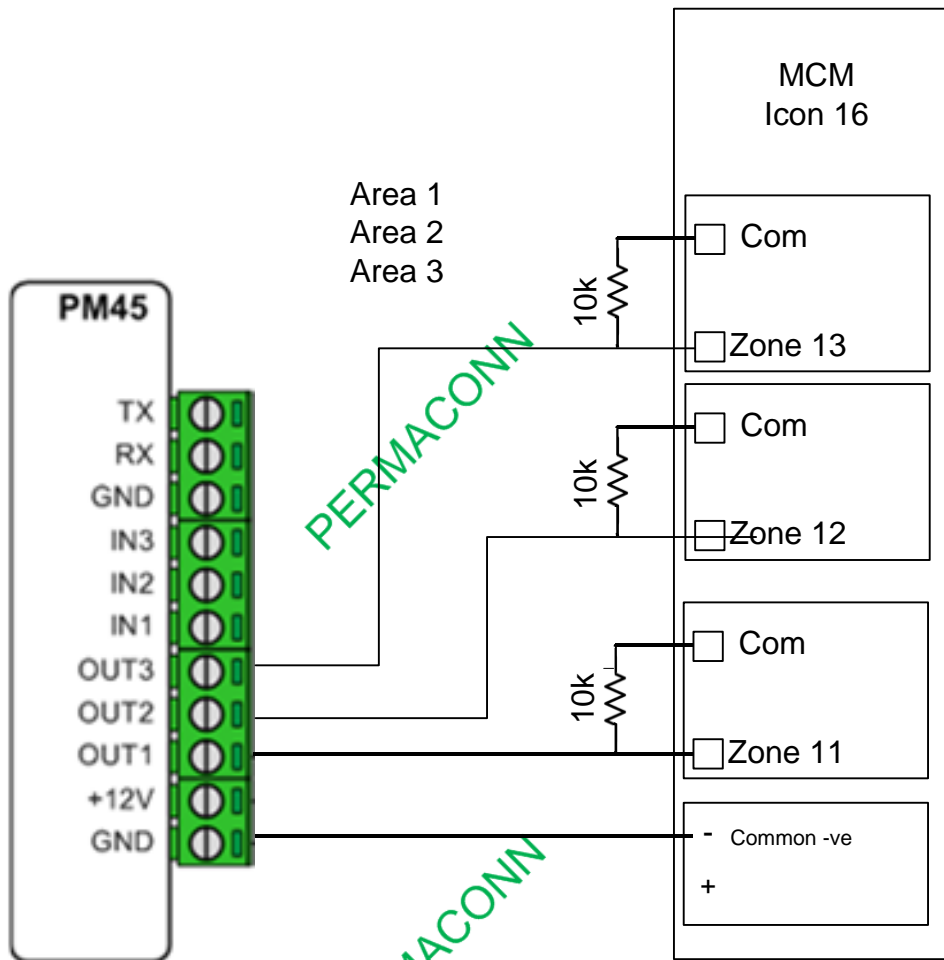 MCM
Icon 16
Area 1
Area 2
Area 3
PM45
TX
RX
GND
IN3
IN2
IN1
OUT3
OUT2
OUT1
+12V
GND
10k
Com
Zone 13
10k
Com
Zone 12
10k
Com
Zone 11
- Common -ve
+
PERMACONN
MACONN